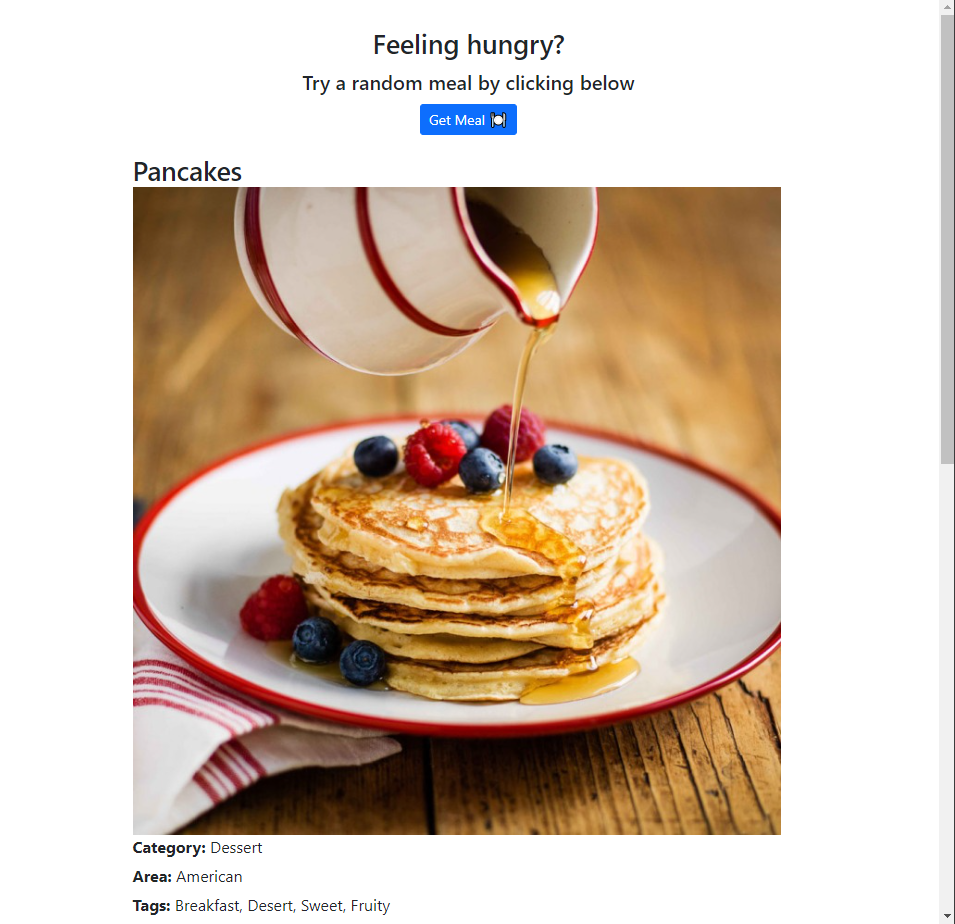 Feeling hungry?
Try a random meal by clicking below
Get Meal 🍽️
Pancakes
Category: Dessert
Area: American
Tags: Breakfast, Desert, Sweet, Fruity